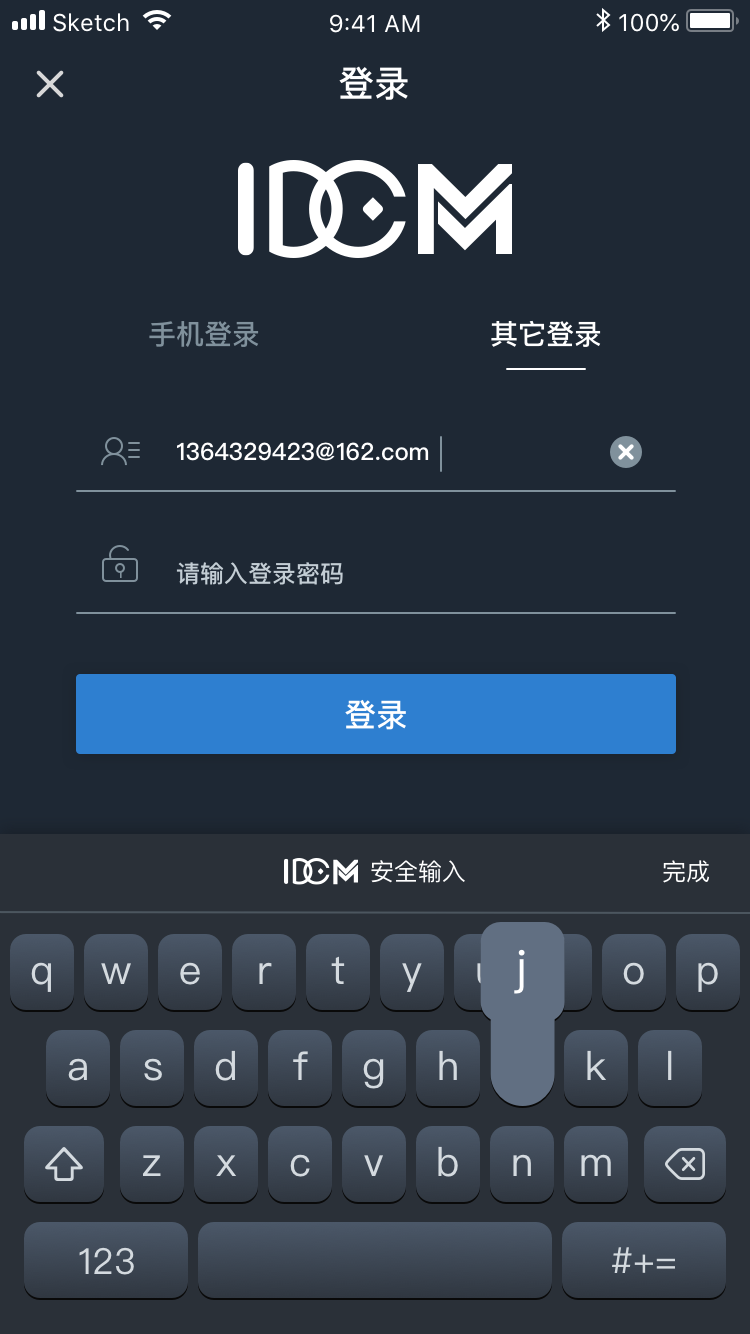 Sketch 9:41 AM 100%
登录
IDCM
手机登录 其它登录
1364329423@162.com
请输入登录密码
登录
IDCM 安全输入 完成
q w e r t y u j o p
a s d f g h k l
z x c v b n m
123 #+=